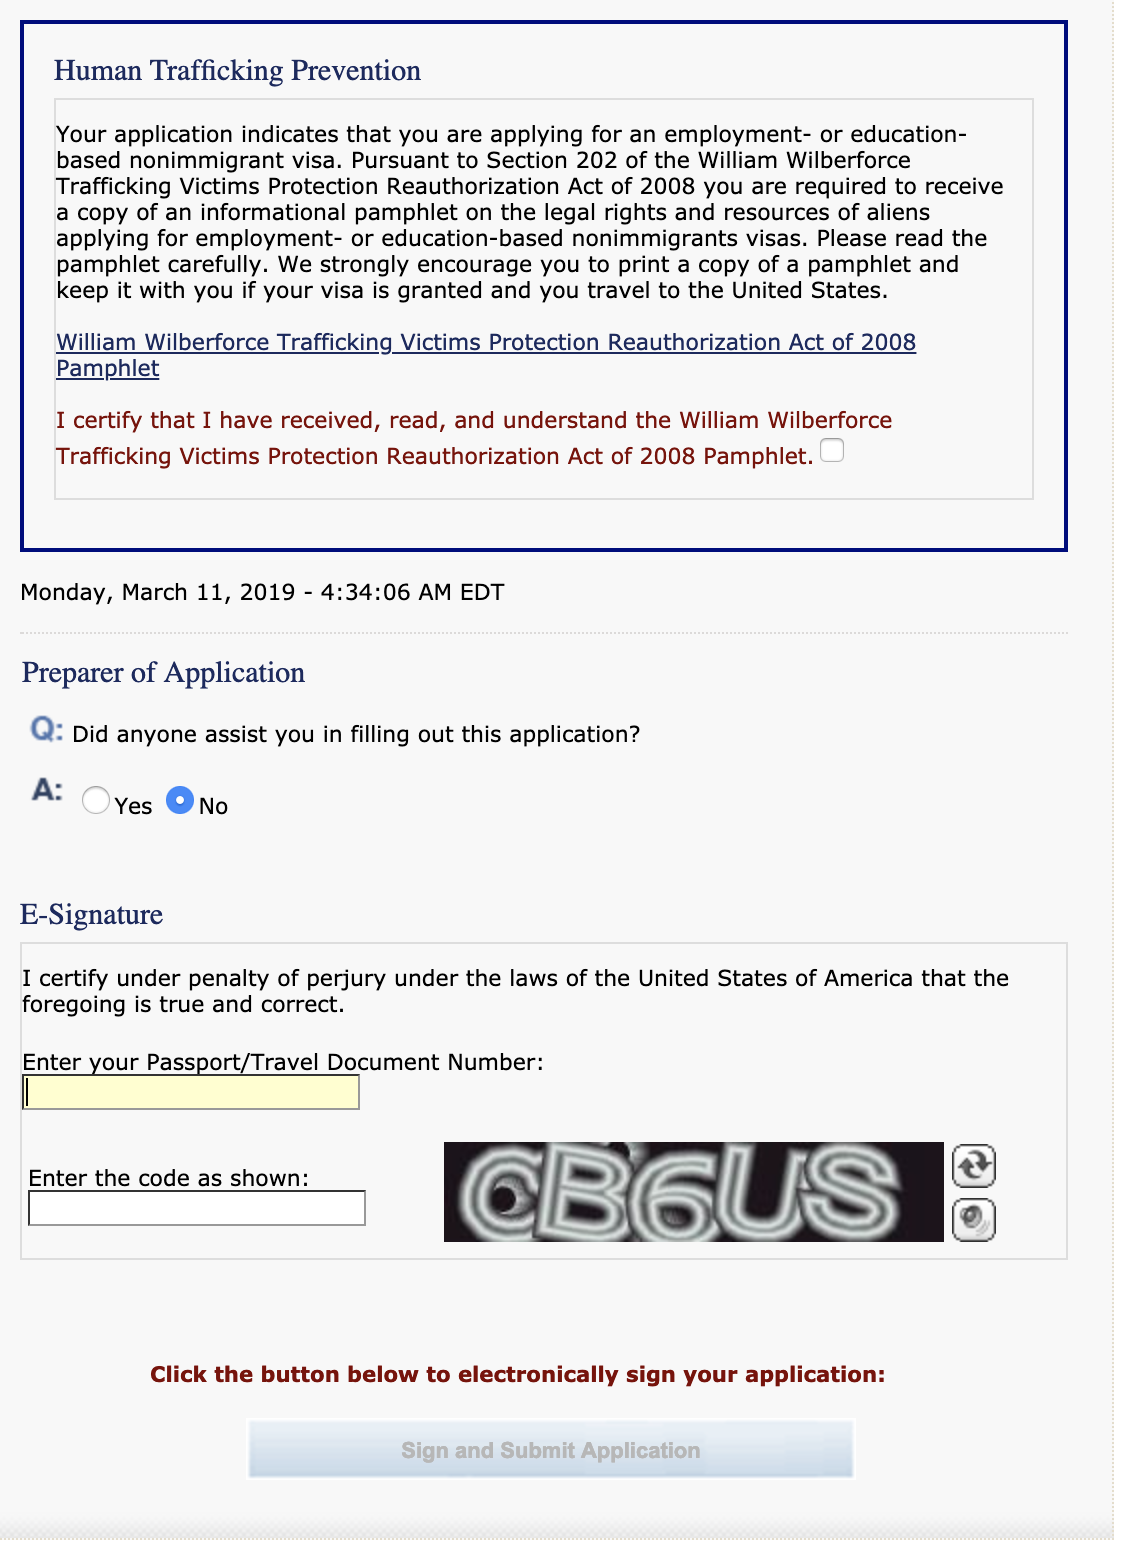 Human Trafficking Prevention
Your application indicates that you are applying for an employment- or education-
based nonimmigrant visa. Pursuant to Section 202 of the William Wilberforce
Trafficking Victims Protection Reauthorization Act of 2008 you are required to receive
a copy of an informational pamphlet on the legal rights and resources of aliens
applying for employment- or education-based nonimmigrants visas. Please read the
pamphlet carefully. We strongly encourage you to print a copy of a pamphlet and
keep it with you if your visa is granted and you travel to the United States.
William Wilberforce Trafficking Victims Protection Reauthorization Act of 2008
Pamphlet
I certify that I have received, read, and understand the William Wilberforce
Trafficking Victims Protection Reauthorization Act of 2008 Pamphlet.
Monday, March 11, 2019 - 4:34:06 AM EDT
Preparer of Application
Q: Did anyone assist you in filling out this application?
A: Yes No
E-Signature
I certify under penalty of perjury under the laws of the United States of America that the
foregoing is true and correct.
Enter your Passport/Travel Document Number:
Enter the code as shown:
Click the button below to electronically sign your application:
Sign and Submit Application